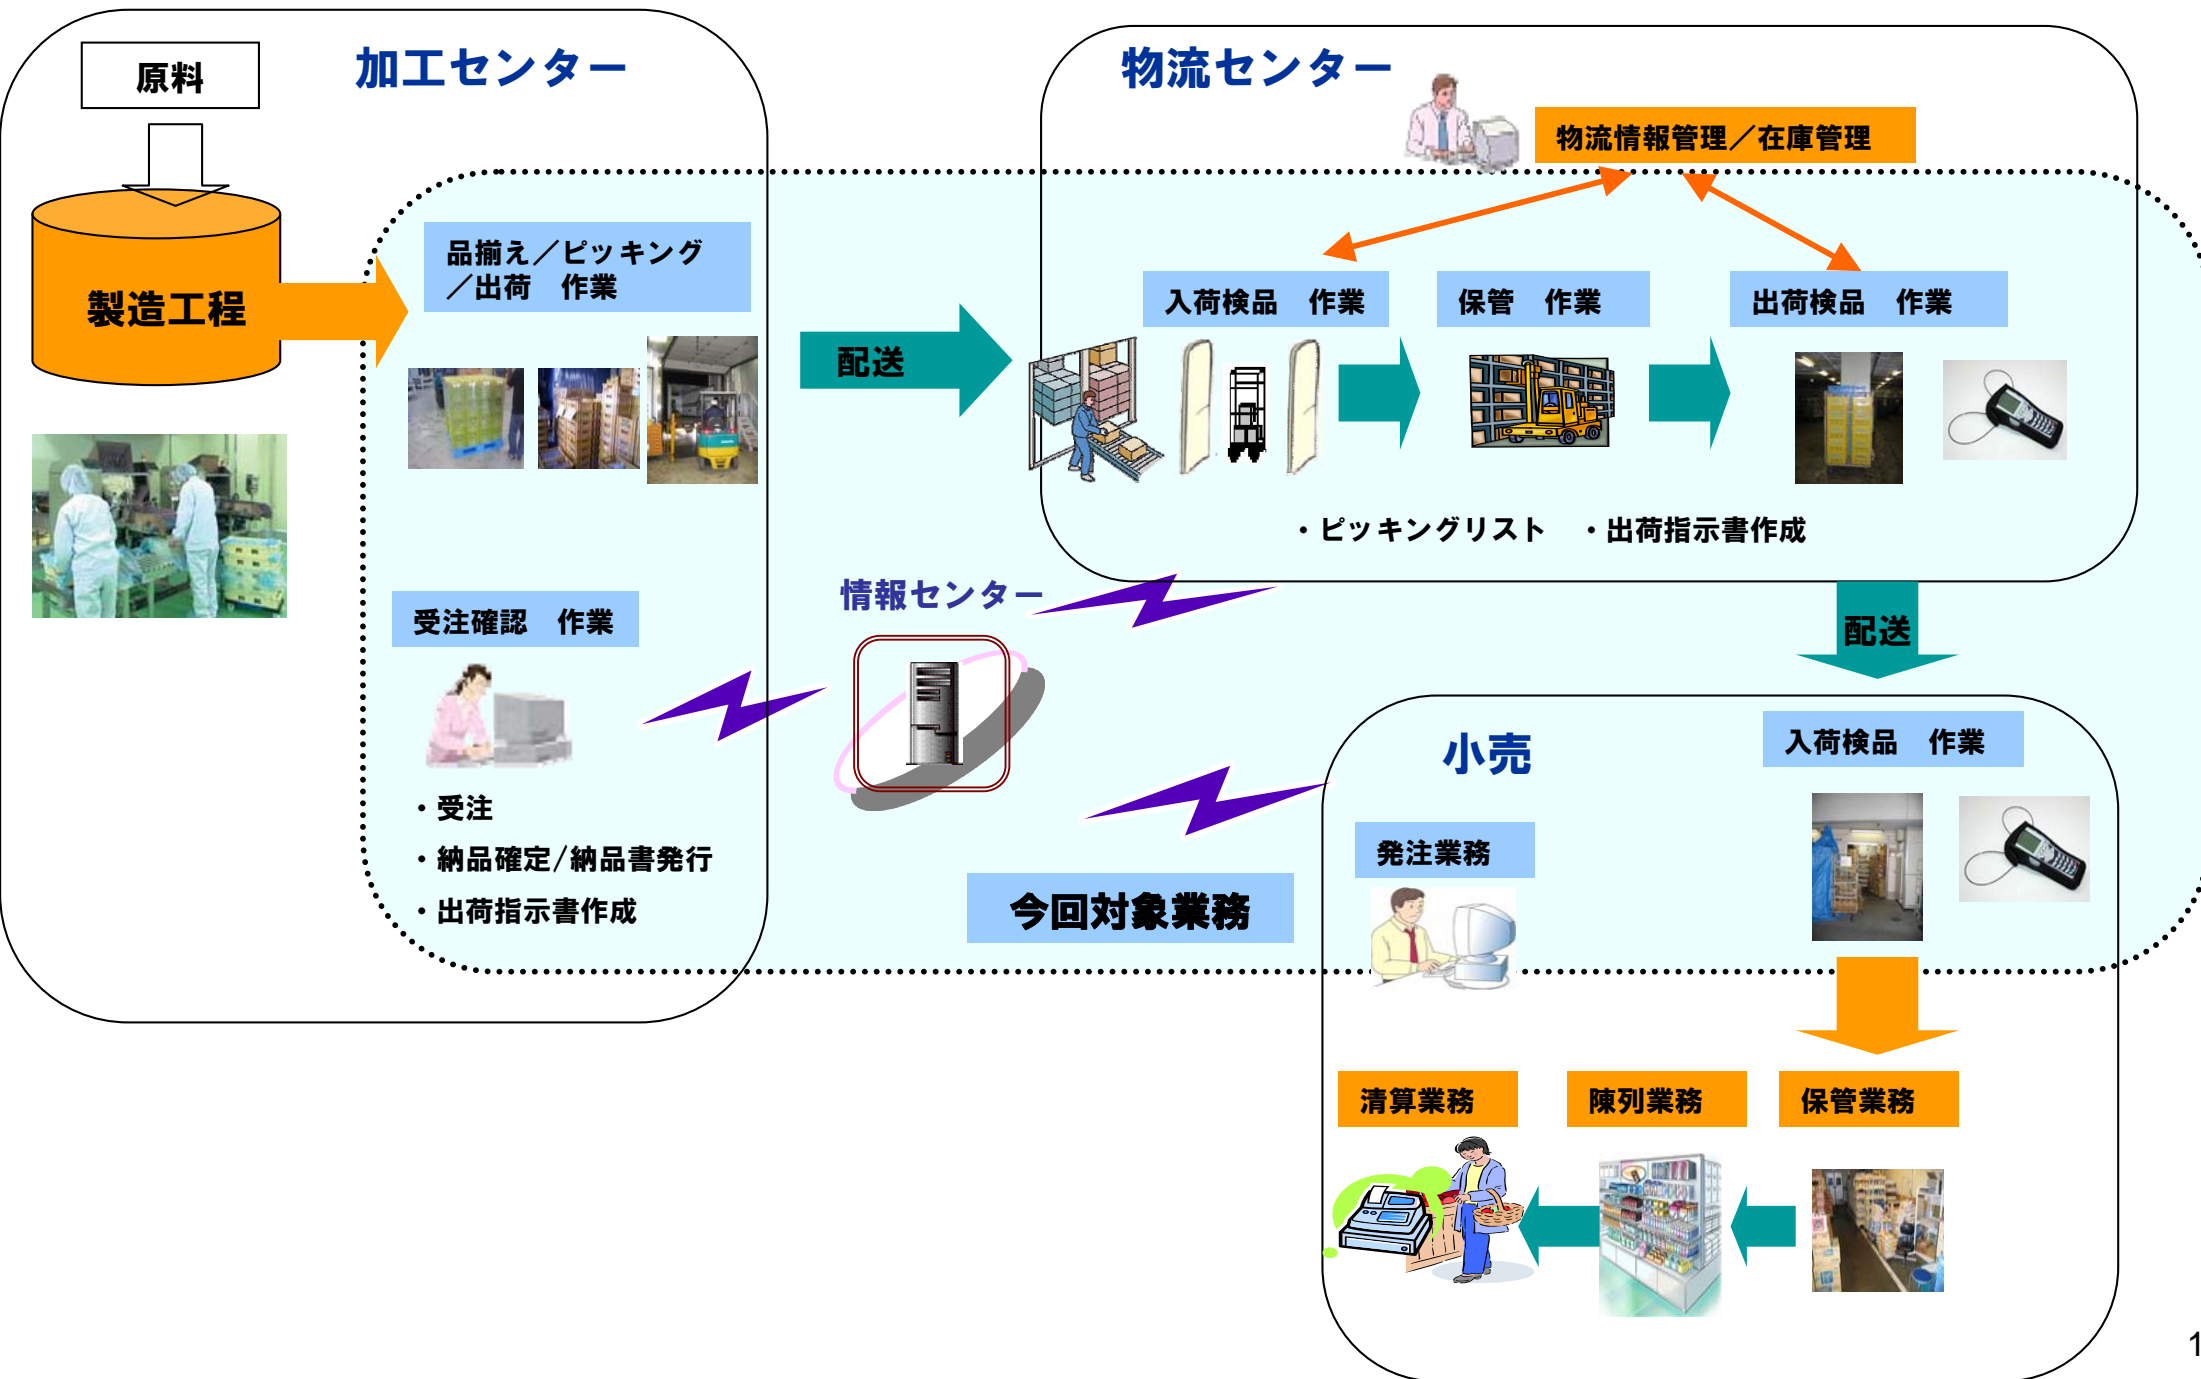 加工センター
原料
製造工程
品揃え／ピッキング
／出荷　作業
受注確認　作業
・受注
・納品確定/納品書発行
・出荷指示書作成
配送
情報センター
今回対象業務
物流センター
物流情報管理／在庫管理
入荷検品　作業
保管　作業
出荷検品　作業
・ピッキングリスト　・出荷指示書作成
配送
小売
入荷検品　作業
発注業務
清算業務
陳列業務
保管業務
1